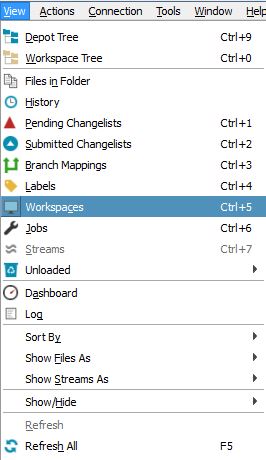 View Actions Connection Tools Window Help
Depot Tree Ctrl+9
Workspace Tree Ctrl+0
Files in Folder
History
Pending Changelists Ctrl+1
Submitted Changelists Ctrl+2
Branch Mappings Ctrl+3
Labels Ctrl+4
Workspaces Ctrl+5
Jobs Ctrl+6
Streams Ctrl+7
Unloaded
Dashboard
Log
Sort By
Show Files As
Show Streams As
Show/Hide
Refresh
Refresh All F5